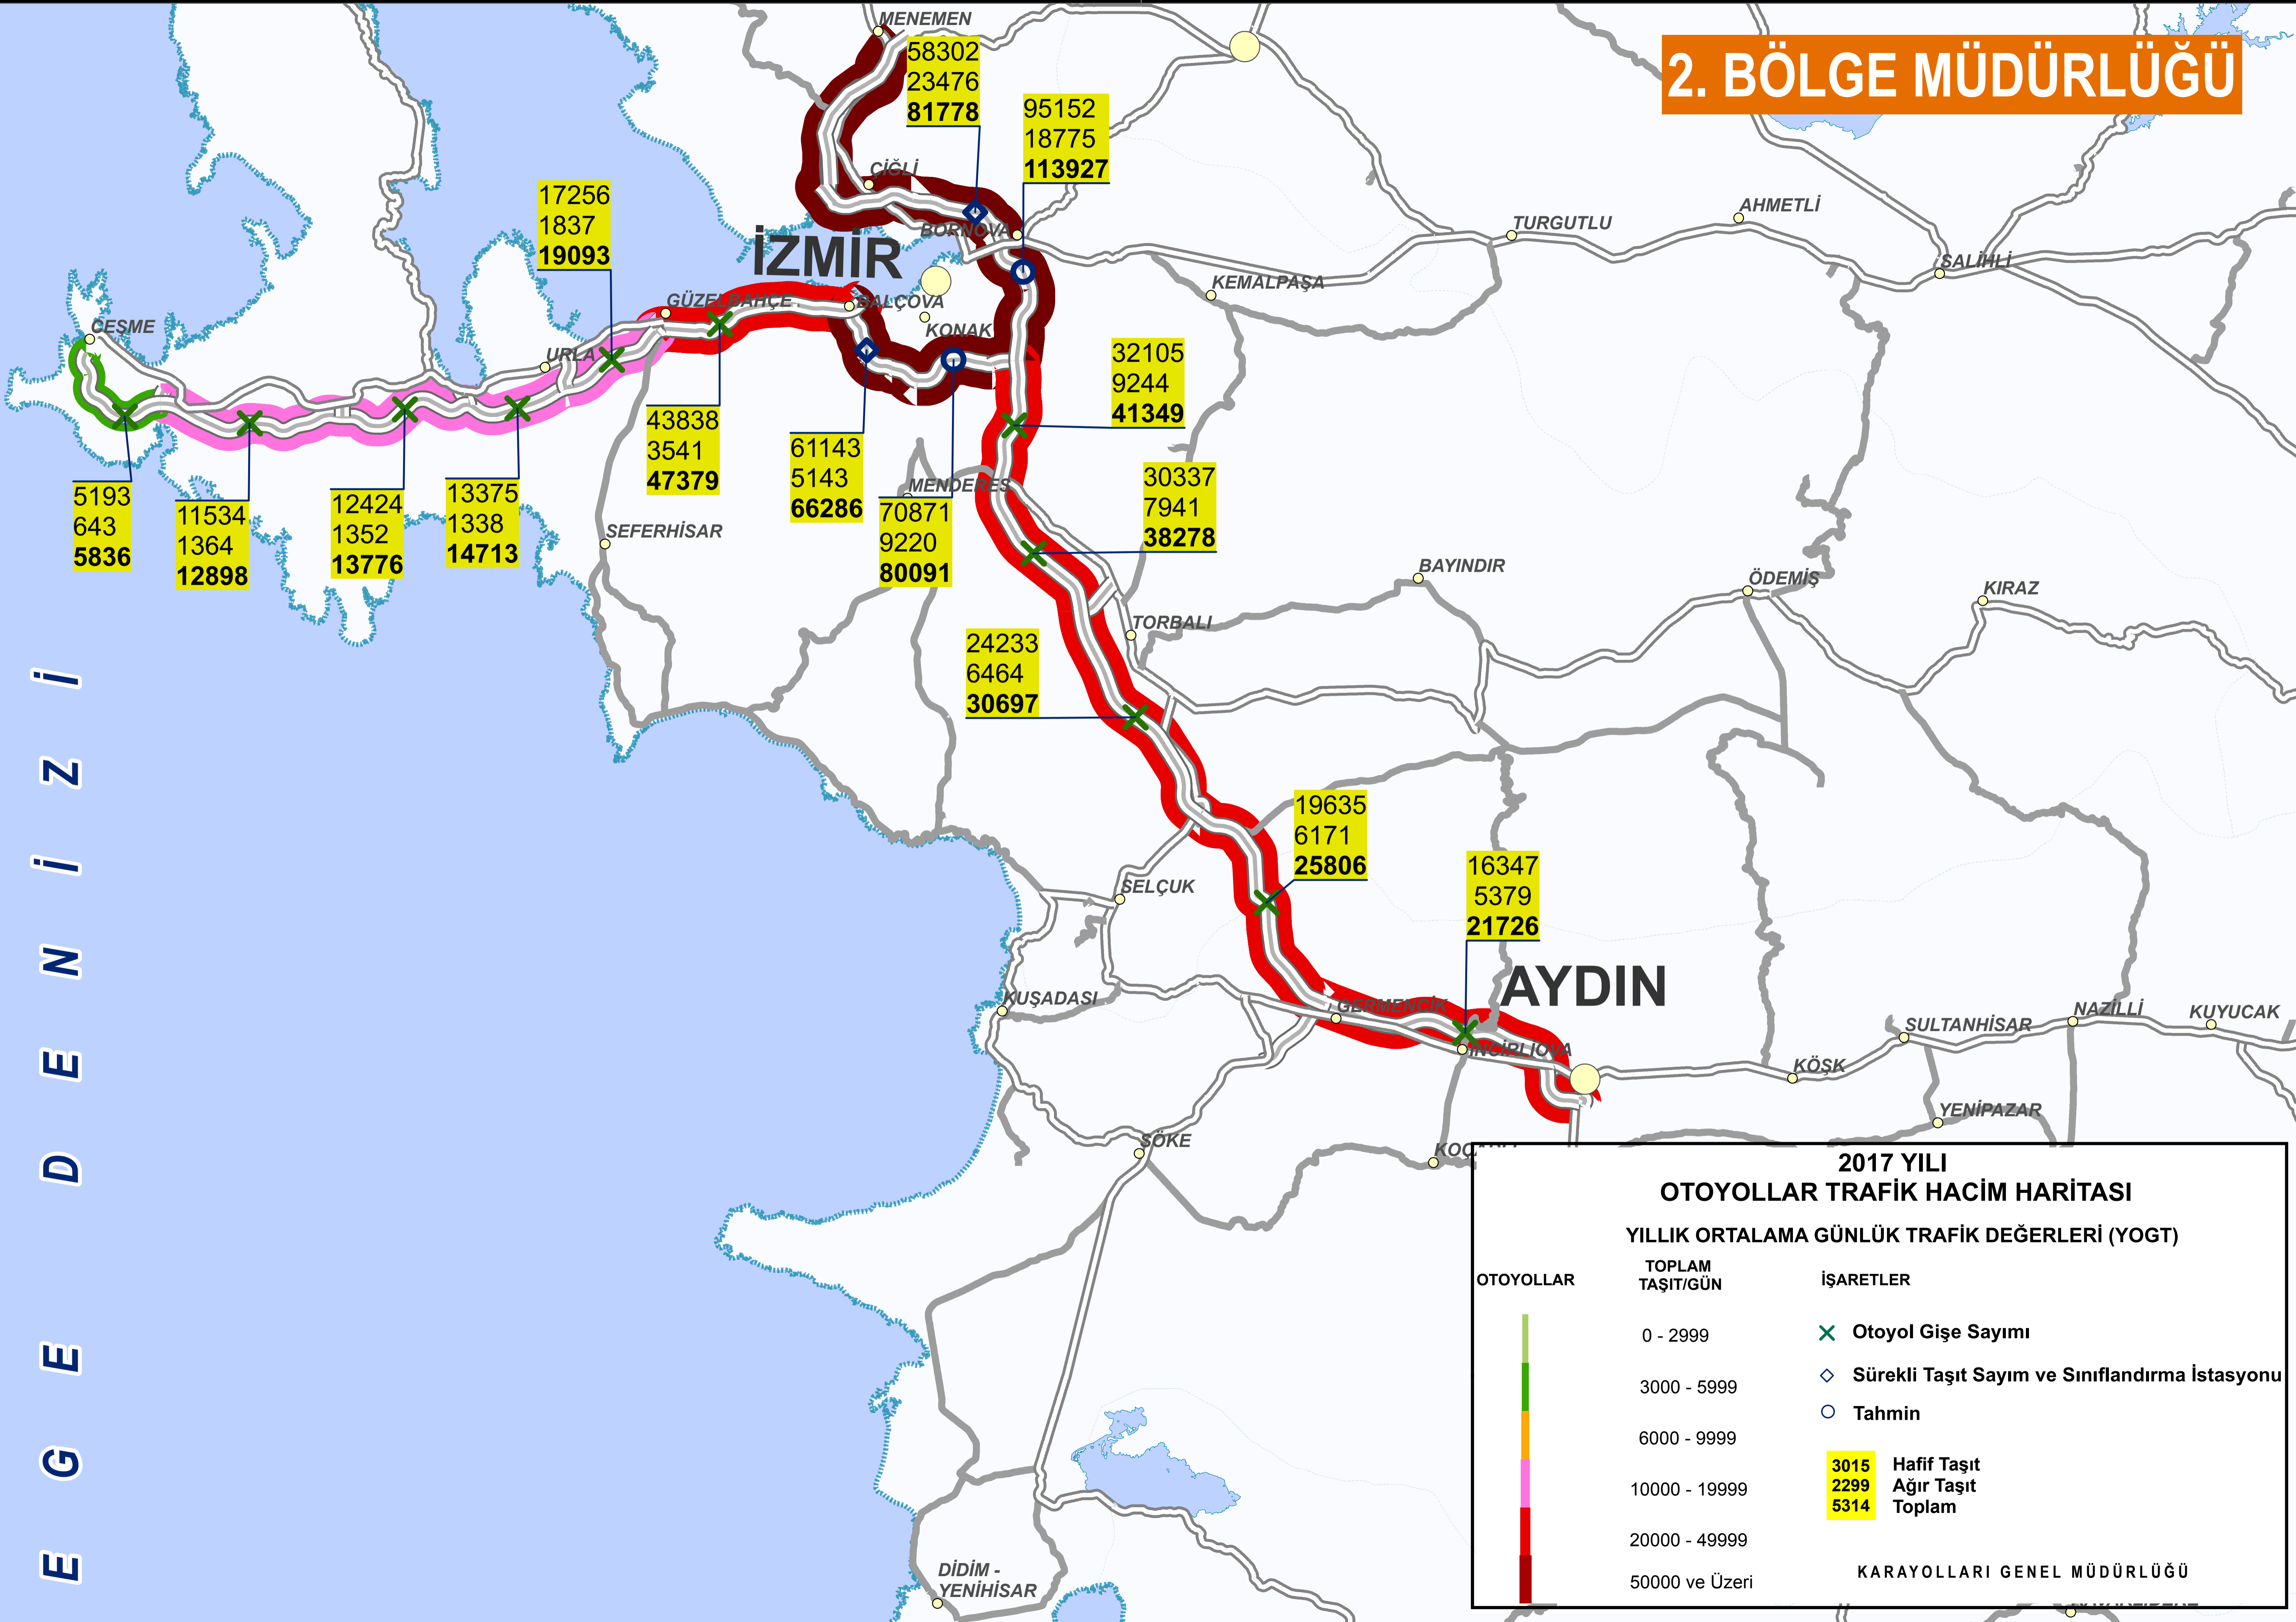 2. BÖLGE MÜDÜRLÜĞÜ
MENEMEN
58302
23476
81778
95152
18775
113927
ÇİĞLİ
17256
1837
19093
BORNOVA
İZMİR
TURGUTLU
AHMETLİ
SALİHLİ
KEMALPAŞA
GÜZELBAHÇE
BALÇOVA
KONAK
ÇEŞME
URLA
32105
9244
41349
43838
3541
47379
61143
5143
66286
MENDERES
70871
9220
80091
30337
7941
38278
5193
643
5836
11534
1364
12898
12424
1352
13776
13375
1338
14713
SEFERHİSAR
BAYINDIR
ÖDEMİŞ
KIRAZ
TORBALI
24233
6464
30697
19635
6171
25806
16347
5379
21726
SELÇUK
AYDIN
KUŞADASI
GERMENCİK
İNCİRLİOVA
SULTANHİSAR
NAZİLLİ
KUYUCAK
KÖŞK
YENİPAZAR
SÖKE
DİDİM -
YENİHİSAR
EGE DENİZİ
2017 YILI
OTOYOLLAR TRAFİK HACİM HARİTASI
YILLIK ORTALAMA GÜNLÜK TRAFİK DEĞERLERİ (YOGT)
OTOYOLLAR
TOPLAM
TAŞIT/GÜN
İŞARETLER
0 - 2999
3000 - 5999
6000 - 9999
10000 - 19999
20000 - 49999
50000 ve Üzeri
Otoyol Gişe Sayımı
Sürekli Taşıt Sayım ve Sınıflandırma İstasyonu
Tahmin
3015 Hafif Taşıt
2299 Ağır Taşıt
5314 Toplam
KARAYOLLARI GENEL MÜDÜRLÜĞÜ